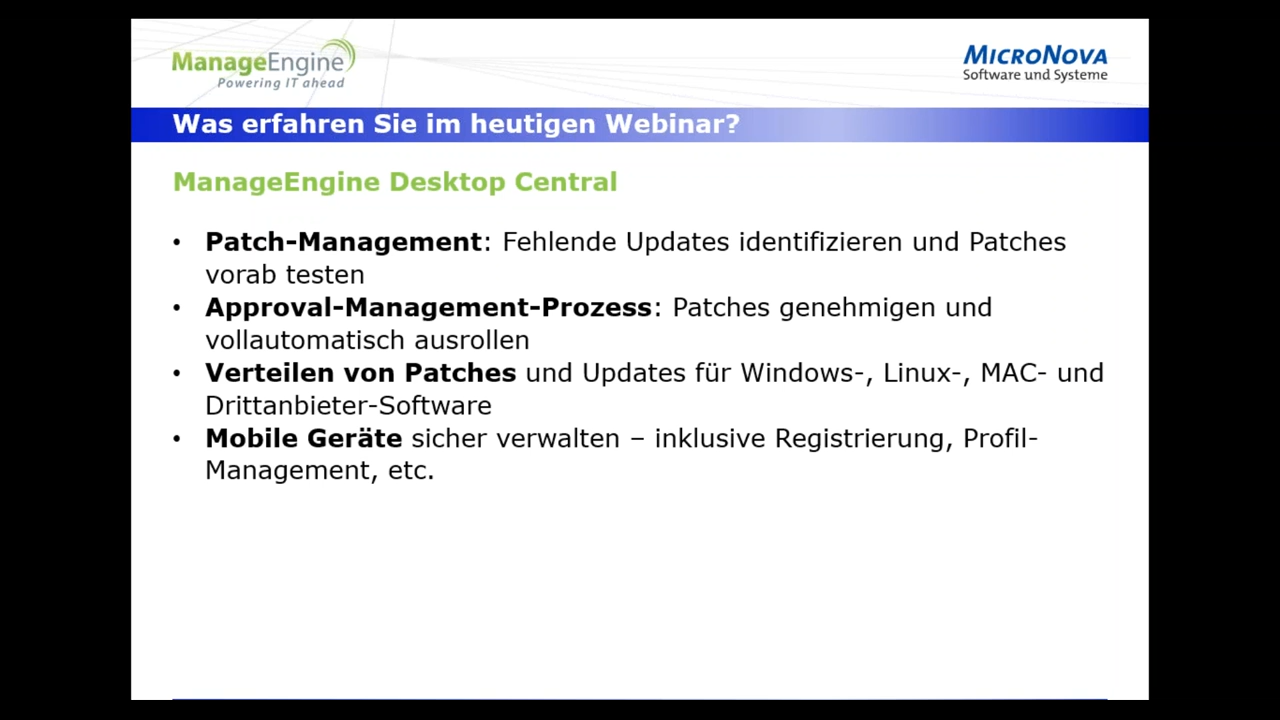 ManageEngine
Powering IT ahead
MICRONOVA
Software und Systeme
Was erfahren Sie im heutigen Webinar?
ManageEngine Desktop Central
• Patch-Management: Fehlende Updates identifizieren und Patches
vorab testen
• Approval-Management-Prozess: Patches genehmigen und
vollautomatisch ausrollen
• Verteilen von Patches und Updates für Windows-, Linux-, MAC- und
Drittanbieter-Software
• Mobile Geräte sicher verwalten – inklusive Registrierung, Profil-
Management, etc.